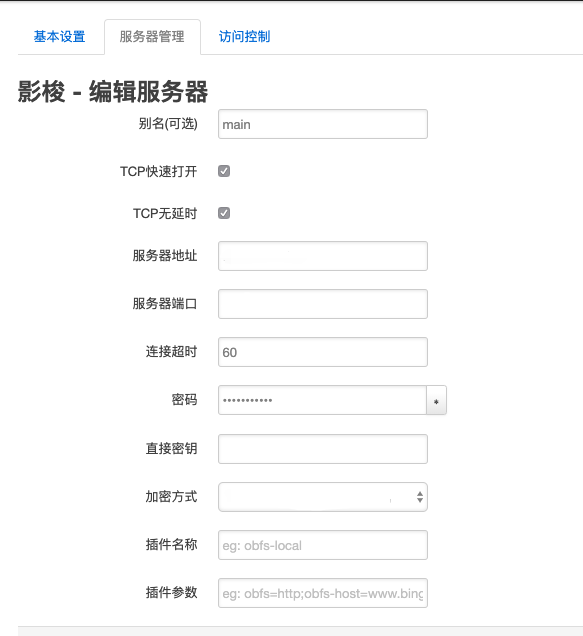 基本设置 服务器管理 访问控制
影梭 - 编辑服务器
别名(可选) main
TCP快速打开
TCP无延时
服务器地址
服务器端口
连接超时 60
密码 ••••••••••• *
直接密钥
加密方式
插件名称 eg: obfs-local
插件参数 eg: obfs=http;obfs-host=www.bing